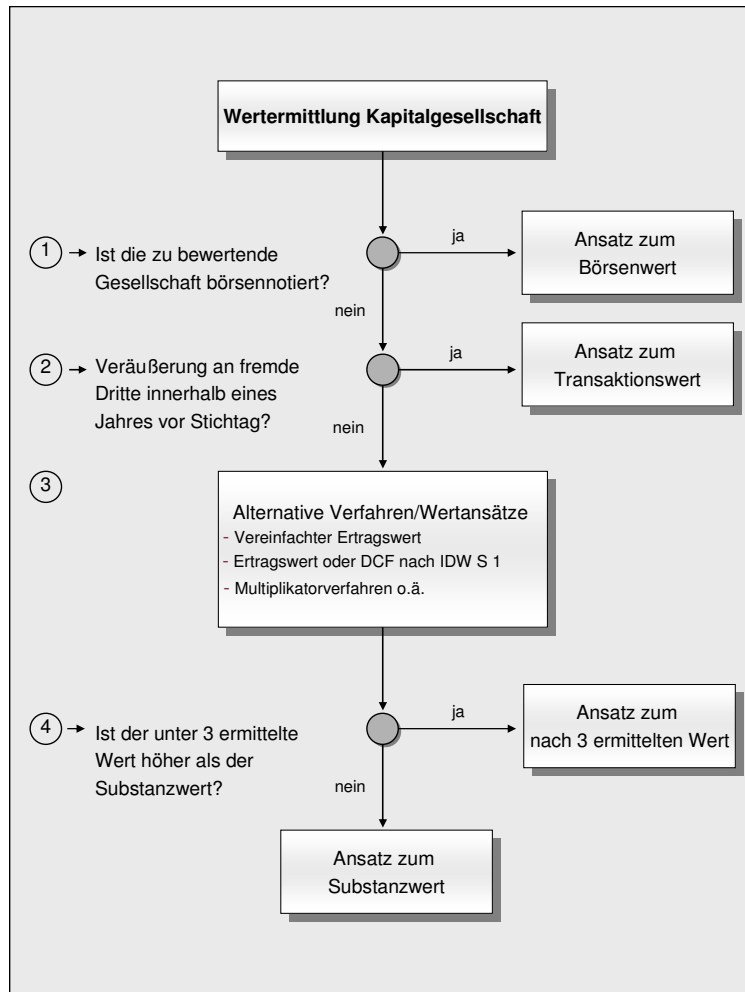 Wertermittlung Kapitalgesellschaft
1
Ist die zu bewertende
Gesellschaft börsennotiert?
ja
Ansatz zum
Börsenwert
nein
2
Veräußerung an fremde
Dritte innerhalb eines
Jahres vor Stichtag?
ja
Ansatz zum
Transaktionswert
nein
3
Alternative Verfahren/Wertansätze
- Vereinfachter Ertragswert
- Ertragswert oder DCF nach IDW S 1
- Multiplikatorverfahren o.ä.
4
Ist der unter 3 ermittelte
Wert höher als der
Substanzwert?
ja
Ansatz zum
nach 3 ermittelten Wert
nein
Ansatz zum
Substanzwert